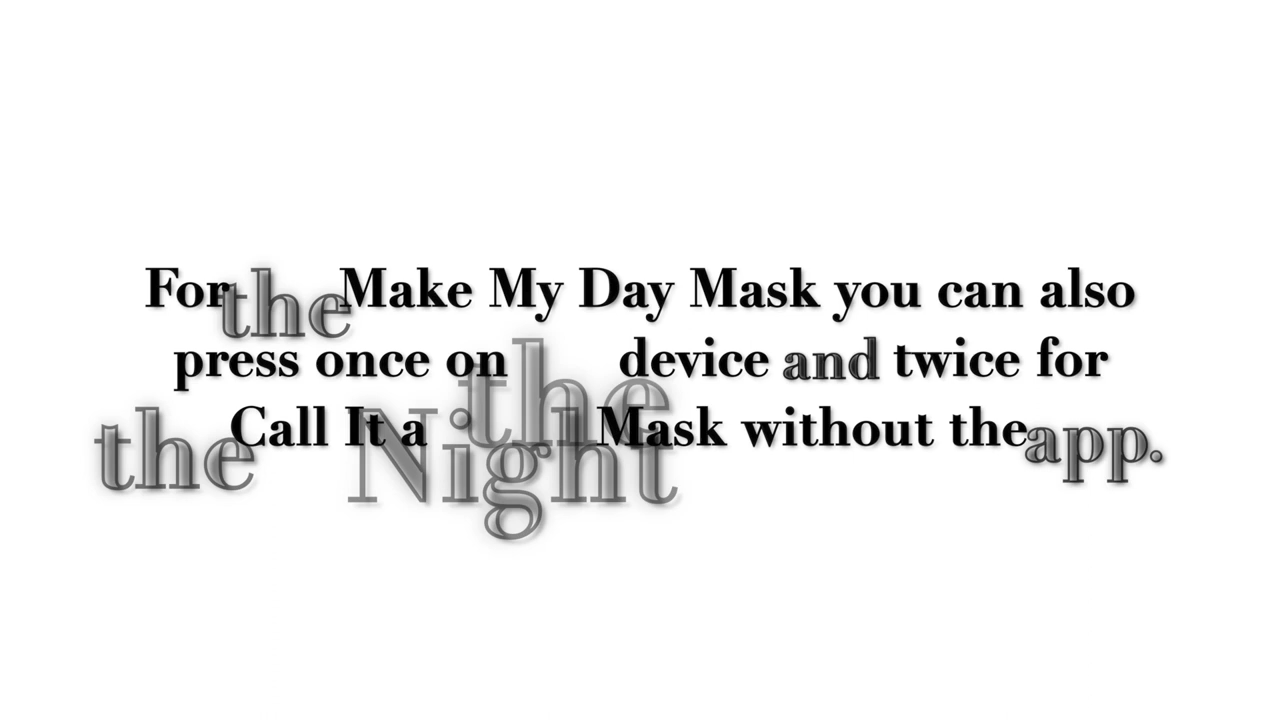 For the Make My Day Mask you can also
press once on the device and twice for
the Call It a Night Mask without the app.